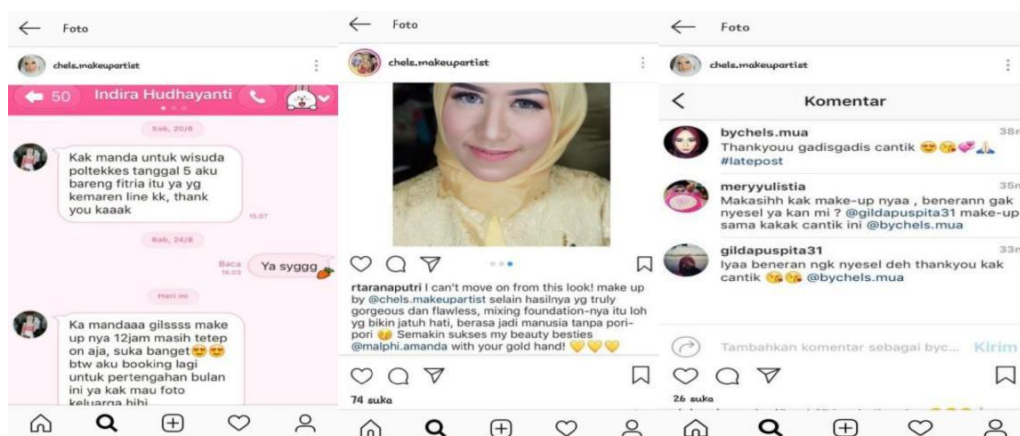 Foto
chels.makeupartist
50 Indira Hudhayanti
Sab, 20/8
Kak manda untuk wisuda
poltekkes tanggal 5 aku
bareng fitria itu ya yg
kemaren line kk, thank
you kaaak
15.07
Rab, 24/8
Baca
Ya syggg
Hari ini
Ka mandaaa gilssss make
up nya 12jam masih tetep
on aja, suka banget
btw aku booking lagi
untuk pertengahan bulan
ini ya kak mau foto
keluarga hihi
Foto
chels.makeupartist
rtaranaputri I can't move on from this look! make up
by @chels.makeupartist selain hasilnya yg truly
gorgeous dan flawless, mixing foundation-nya itu loh
yg bikin jatuh hati, berasa jadi manusia tanpa pori-
pori Semakin sukses my beauty besties
@malphi.amanda with your gold hand!
74 suka
Foto
chels.makeupartist
Komentar
bychels.mua 38m
Thankyouu gadisgadis cantik
#latepost
meryyulistia 35m
Makasihh kak make-up nyaa , benerann gak
nyesel ya kan mi ? @gildapuspita31 make-up
sama kakak cantik ini @bychels.mua
gildapuspita31 33m
Iyaa beneran ngk nyesel deh thankyou kak
cantik @bychels.mua
Tambahkan komentar sebagai byc... Kirim
26 suka